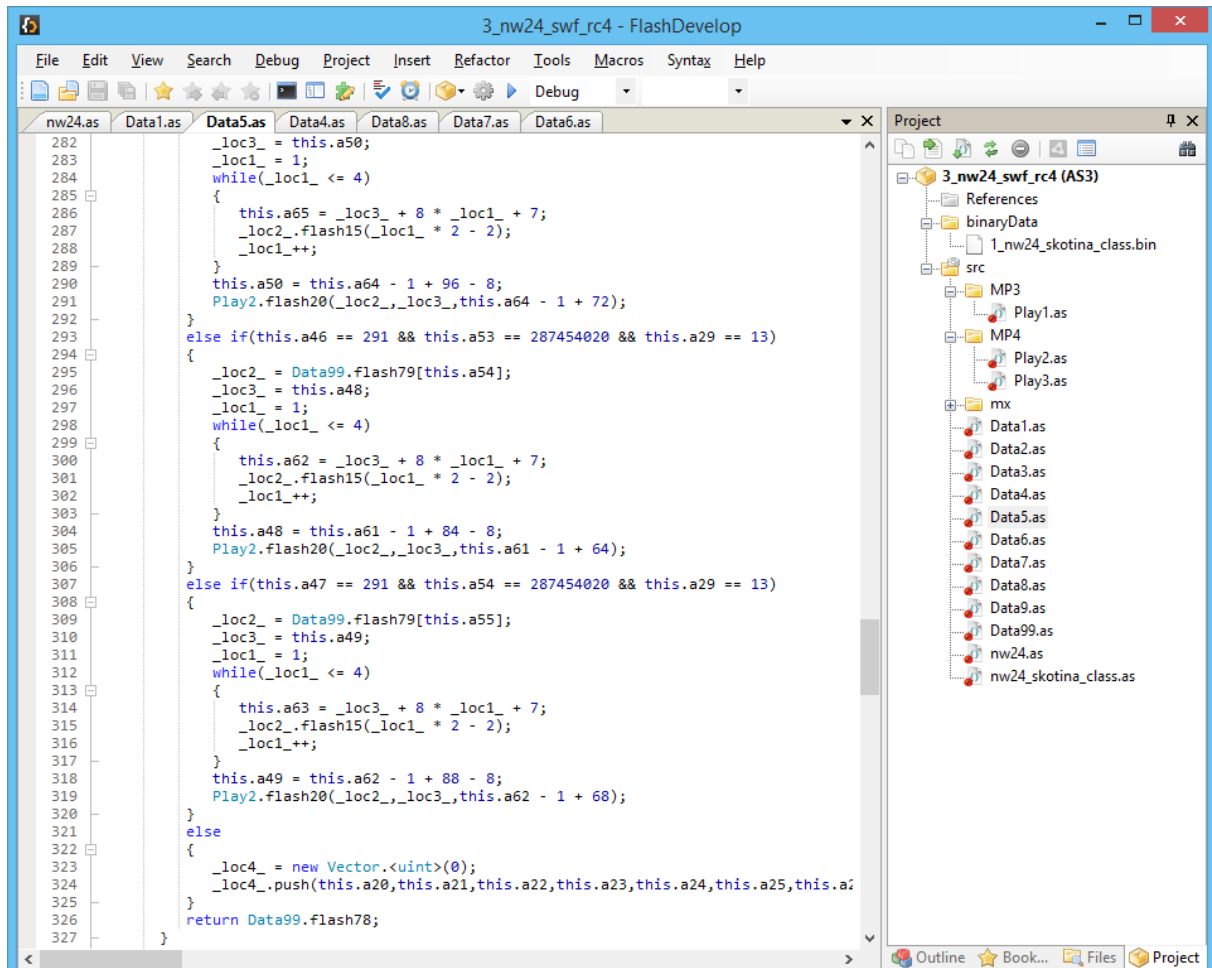 3_nw24_swf_rc4 - FlashDevelop
File Edit View Search Debug Project Insert Refactor Tools Macros Syntax Help
Debug
nw24.as Data1.as Data5.as Data4.as Data8.as Data7.as Data6.as
282 _loc3_ = this.a50;
283 _loc1_ = 1;
284 while(_loc1_ <= 4)
285 {
286 this.a65 = _loc3_ + 8 * _loc1_ + 7;
287 _loc2_.flash15(_loc1_ * 2 - 2);
288 _loc1_++;
289 }
290 this.a50 = this.a64 - 1 + 96 - 8;
291 Play2.flash20(_loc2_,_loc3_,this.a64 - 1 + 72);
292 }
293 else if(this.a46 == 291 && this.a53 == 287454020 && this.a29 == 13)
294 {
295 _loc2_ = Data99.flash79[this.a54];
296 _loc3_ = this.a48;
297 _loc1_ = 1;
298 while(_loc1_ <= 4)
299 {
300 this.a62 = _loc3_ + 8 * _loc1_ + 7;
301 _loc2_.flash15(_loc1_ * 2 - 2);
302 _loc1_++;
303 }
304 this.a48 = this.a61 - 1 + 84 - 8;
305 Play2.flash20(_loc2_,_loc3_,this.a61 - 1 + 64);
306 }
307 else if(this.a47 == 291 && this.a54 == 287454020 && this.a29 == 13)
308 {
309 _loc2_ = Data99.flash79[this.a55];
310 _loc3_ = this.a49;
311 _loc1_ = 1;
312 while(_loc1_ <= 4)
313 {
314 this.a63 = _loc3_ + 8 * _loc1_ + 7;
315 _loc2_.flash15(_loc1_ * 2 - 2);
316 _loc1_++;
317 }
318 this.a49 = this.a62 - 1 + 88 - 8;
319 Play2.flash20(_loc2_,_loc3_,this.a62 - 1 + 68);
320 }
321 else
322 {
323 _loc4_ = new Vector.<uint>(0);
324 _loc4_.push(this.a20,this.a21,this.a22,this.a23,this.a24,this.a25,this.a2
325 }
326 return Data99.flash78;
327 }
Project
3_nw24_swf_rc4 (AS3)
References
binaryData
1_nw24_skotina_class.bin
src
MP3
Play1.as
MP4
Play2.as
Play3.as
mx
Data1.as
Data2.as
Data3.as
Data4.as
Data5.as
Data6.as
Data7.as
Data8.as
Data9.as
Data99.as
nw24.as
nw24_skotina_class.as
Outline Book... Files Project